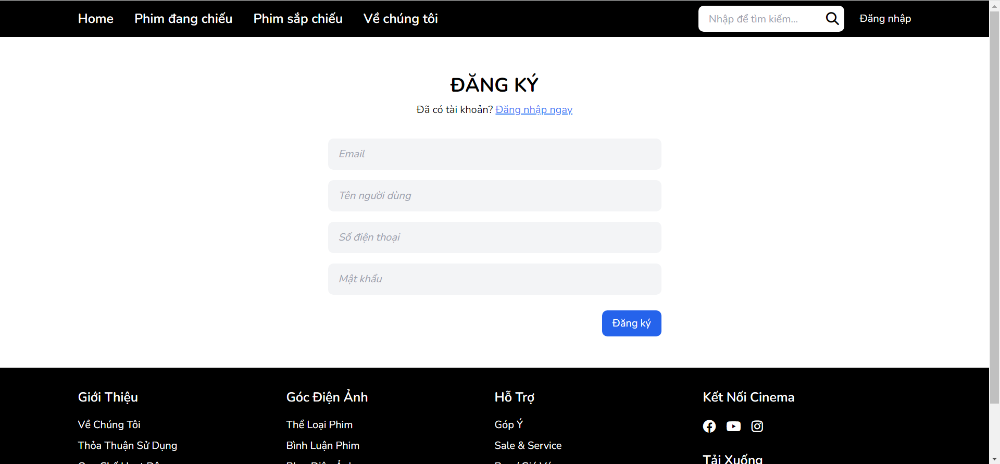 Home Phim đang chiếu Phim sắp chiếu Về chúng tôi Nhập để tìm kiếm... Đăng nhập
ĐĂNG KÝ
Đã có tài khoản? Đăng nhập ngay
Email
Tên người dùng
Số điện thoại
Mật khẩu
Đăng ký
Giới Thiệu
Về Chúng Tôi
Thỏa Thuận Sử Dụng
Góc Điện Ảnh
Thể Loại Phim
Bình Luận Phim
Hỗ Trợ
Góp Ý
Sale & Service
Kết Nối Cinema
Tải Xuống